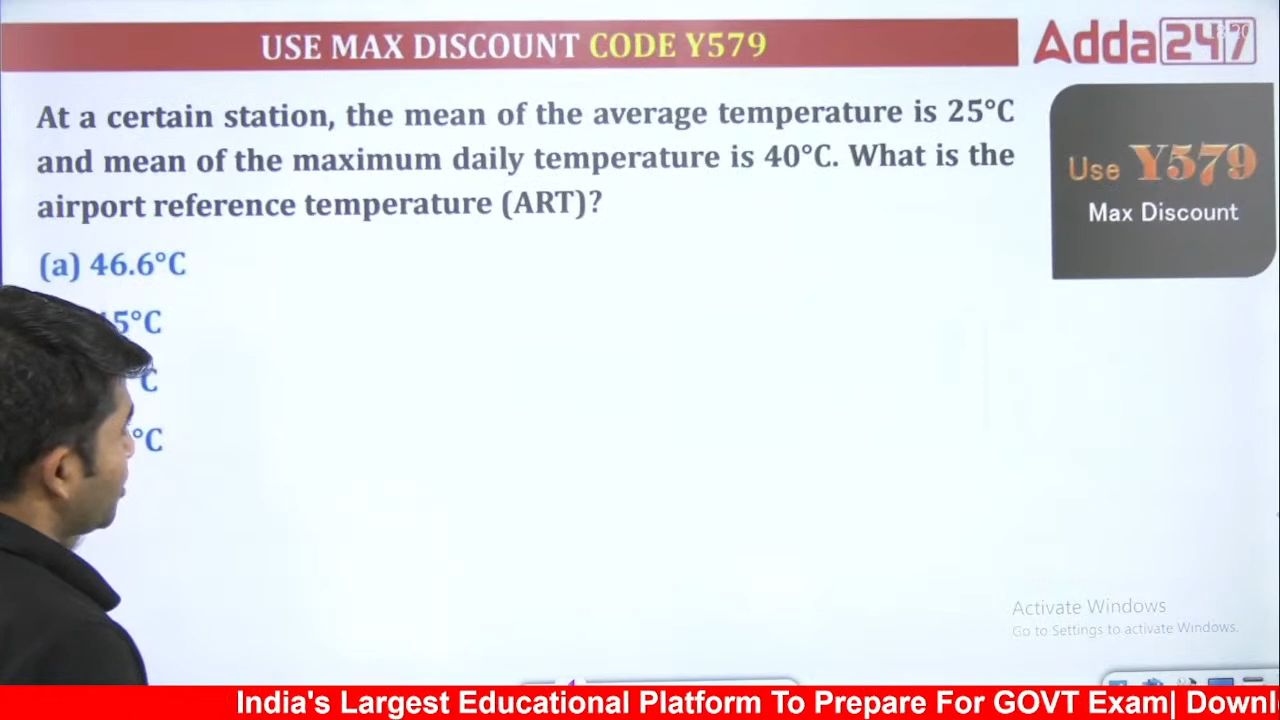 USE MAX DISCOUNT CODE Y579
Adda247
At a certain station, the mean of the average temperature is 25°C
and mean of the maximum daily temperature is 40°C. What is the
airport reference temperature (ART)?
Use Y579
Max Discount
(a) 46.6°C
5°C
°C
°C
Activate Windows
Go to Settings to activate Windows.
India's Largest Educational Platform To Prepare For GOVT Exam|